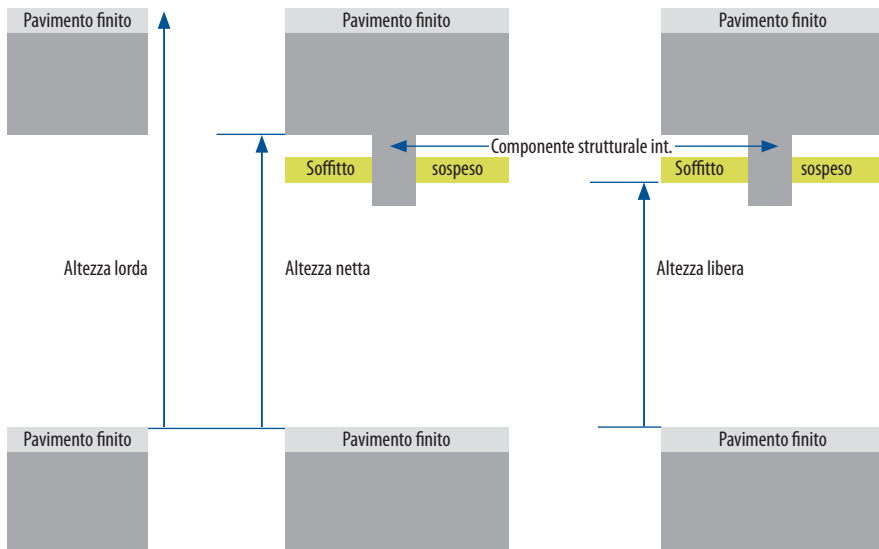 Pavimento finito
Pavimento finito
Pavimento finito
Componente strutturale int.
Soffitto
sospeso
Soffitto
sospeso
Altezza lorda
Altezza netta
Altezza libera
Pavimento finito
Pavimento finito
Pavimento finito